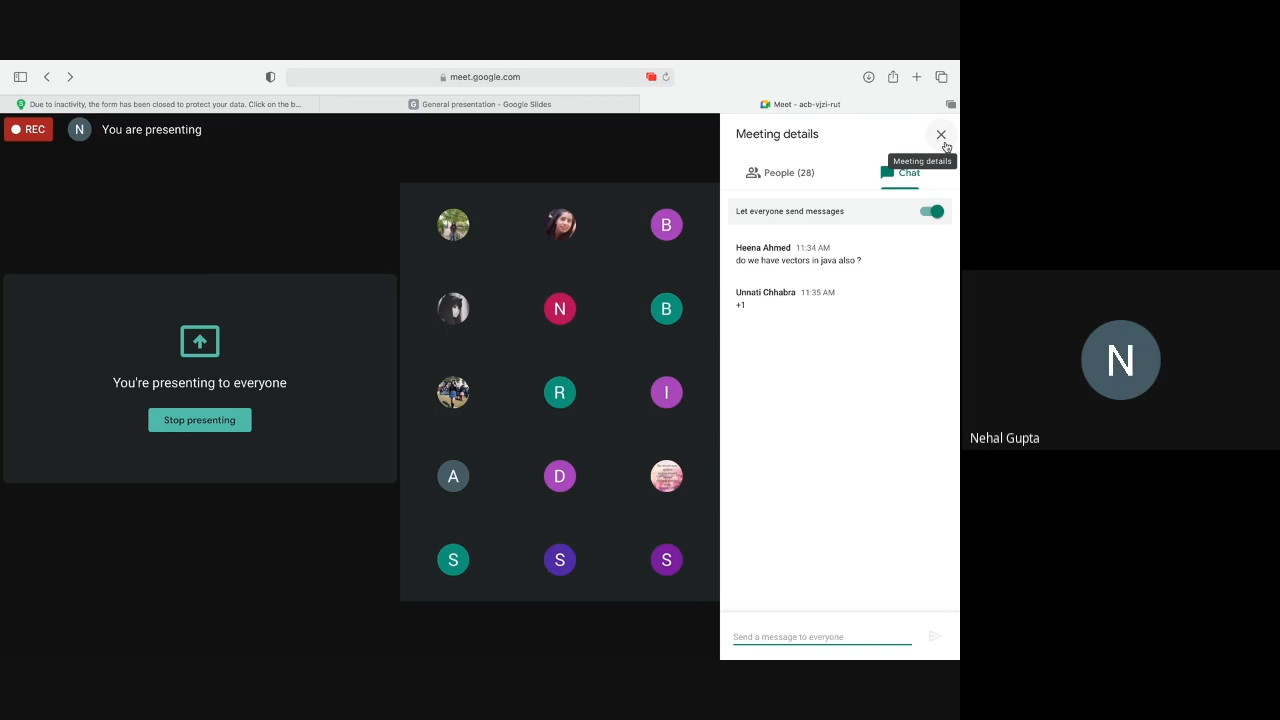 meet.google.com
Due to inactivity, the form has been closed to protect your data. Click on the b...
G General presentation - Google Slides
Meet - acb-vjzi-rut
REC
N You are presenting
Meeting details
Meeting details
People (28)
Chat
Let everyone send messages
Heena Ahmed 11:34 AM
do we have vectors in java also ?
Unnati Chhabra 11:35 AM
+1
B
N B
R I
A D
S S S
You're presenting to everyone
Stop presenting
Send a message to everyone
N
Nehal Gupta